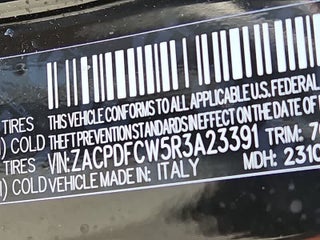 THIS VEHICLE CONFORMS TO ALL APPLICABLE U.S. FEDERAL
TIRES THEFT PREVENTION STANDARDS IN EFFECT ON THE DATE OF
) COLD
TIRES VIN:ZACPDFCW5R3A23391 TRIM: 7
) COLD VEHICLE MADE IN: ITALY MDH: 2310